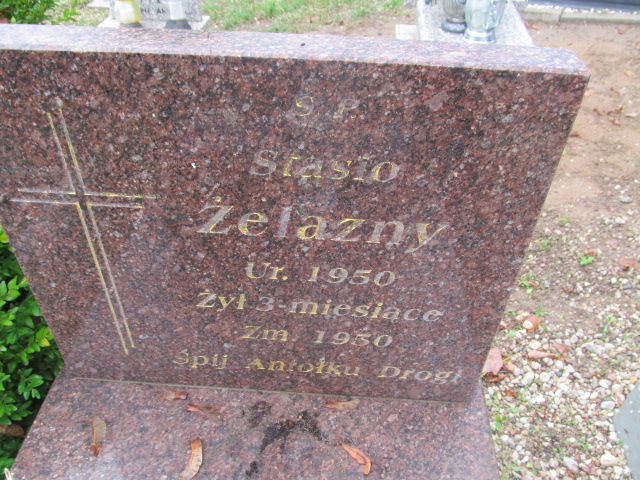 Ś P.
Stasio
Żelazny
Ur. 1950
Żył 3-miesiące
Zm. 1950
Śpij Aniołku Drogi